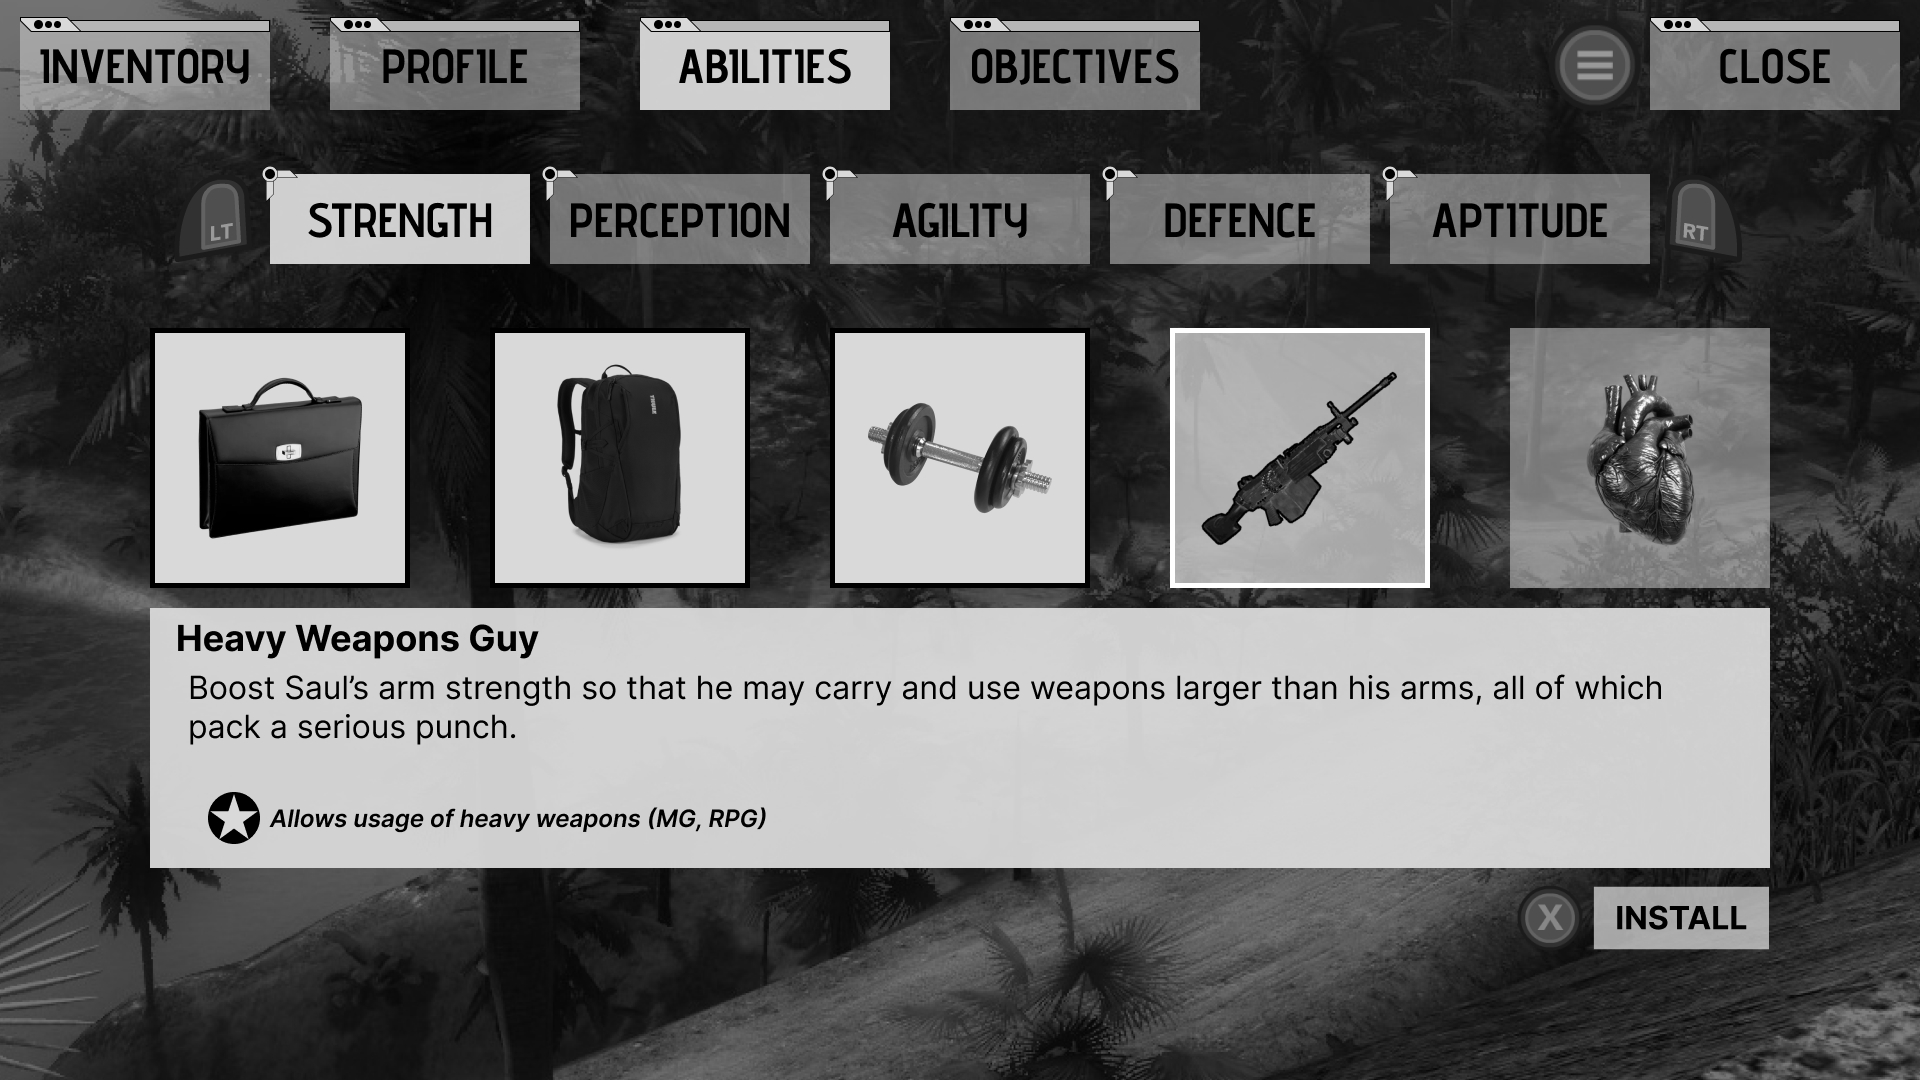 INVENTORY
PROFILE
ABILITIES
OBJECTIVES
CLOSE
LT
STRENGTH
PERCEPTION
AGILITY
DEFENCE
APTITUDE
RT
THULE
Heavy Weapons Guy
Boost Saul’s arm strength so that he may carry and use weapons larger than his arms, all of which
pack a serious punch.
Allows usage of heavy weapons (MG, RPG)
X
INSTALL